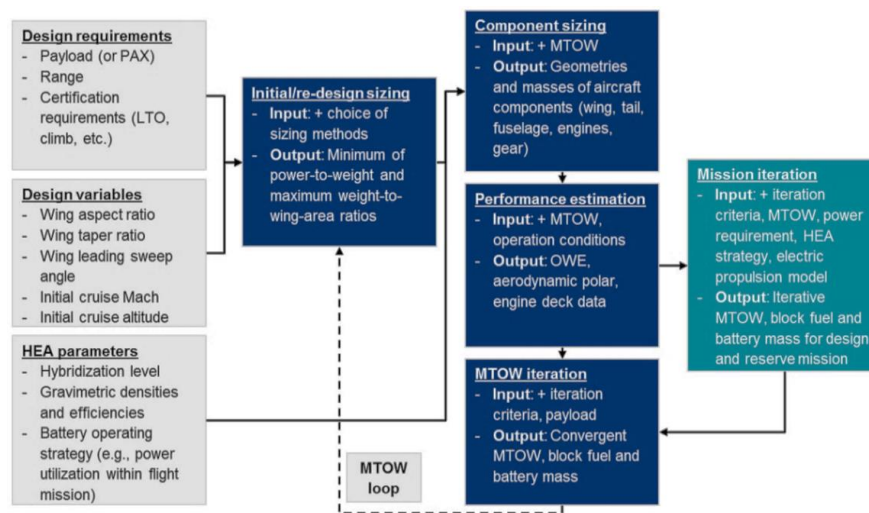 Design requirements
- Payload (or PAX)
- Range
- Certification
requirements (LTO,
climb, etc.)
Design variables
- Wing aspect ratio
- Wing taper ratio
- Wing leading sweep
angle
- Initial cruise Mach
- Initial cruise altitude
HEA parameters
- Hybridization level
- Gravimetric densities
and efficiencies
- Battery operating
strategy (e.g., power
utilization within flight
mission)
Initial/re-design sizing
- Input: + choice of
sizing methods
- Output: Minimum of
power-to-weight and
maximum weight-to-
wing-area ratios
MTOW
loop
Component sizing
- Input: + MTOW
- Output: Geometries
and masses of aircraft
components (wing, tail,
fuselage, engines,
gear)
Performance estimation
- Input: + MTOW,
operation conditions
- Output: OWE,
aerodynamic polar,
engine deck data
MTOW iteration
- Input: + iteration
criteria, payload
- Output: Convergent
MTOW, block fuel and
battery mass
Mission iteration
- Input: + iteration
criteria, MTOW, power
requirement, HEA
strategy, electric
propulsion model
- Output: Iterative
MTOW, block fuel and
battery mass for design
and reserve mission